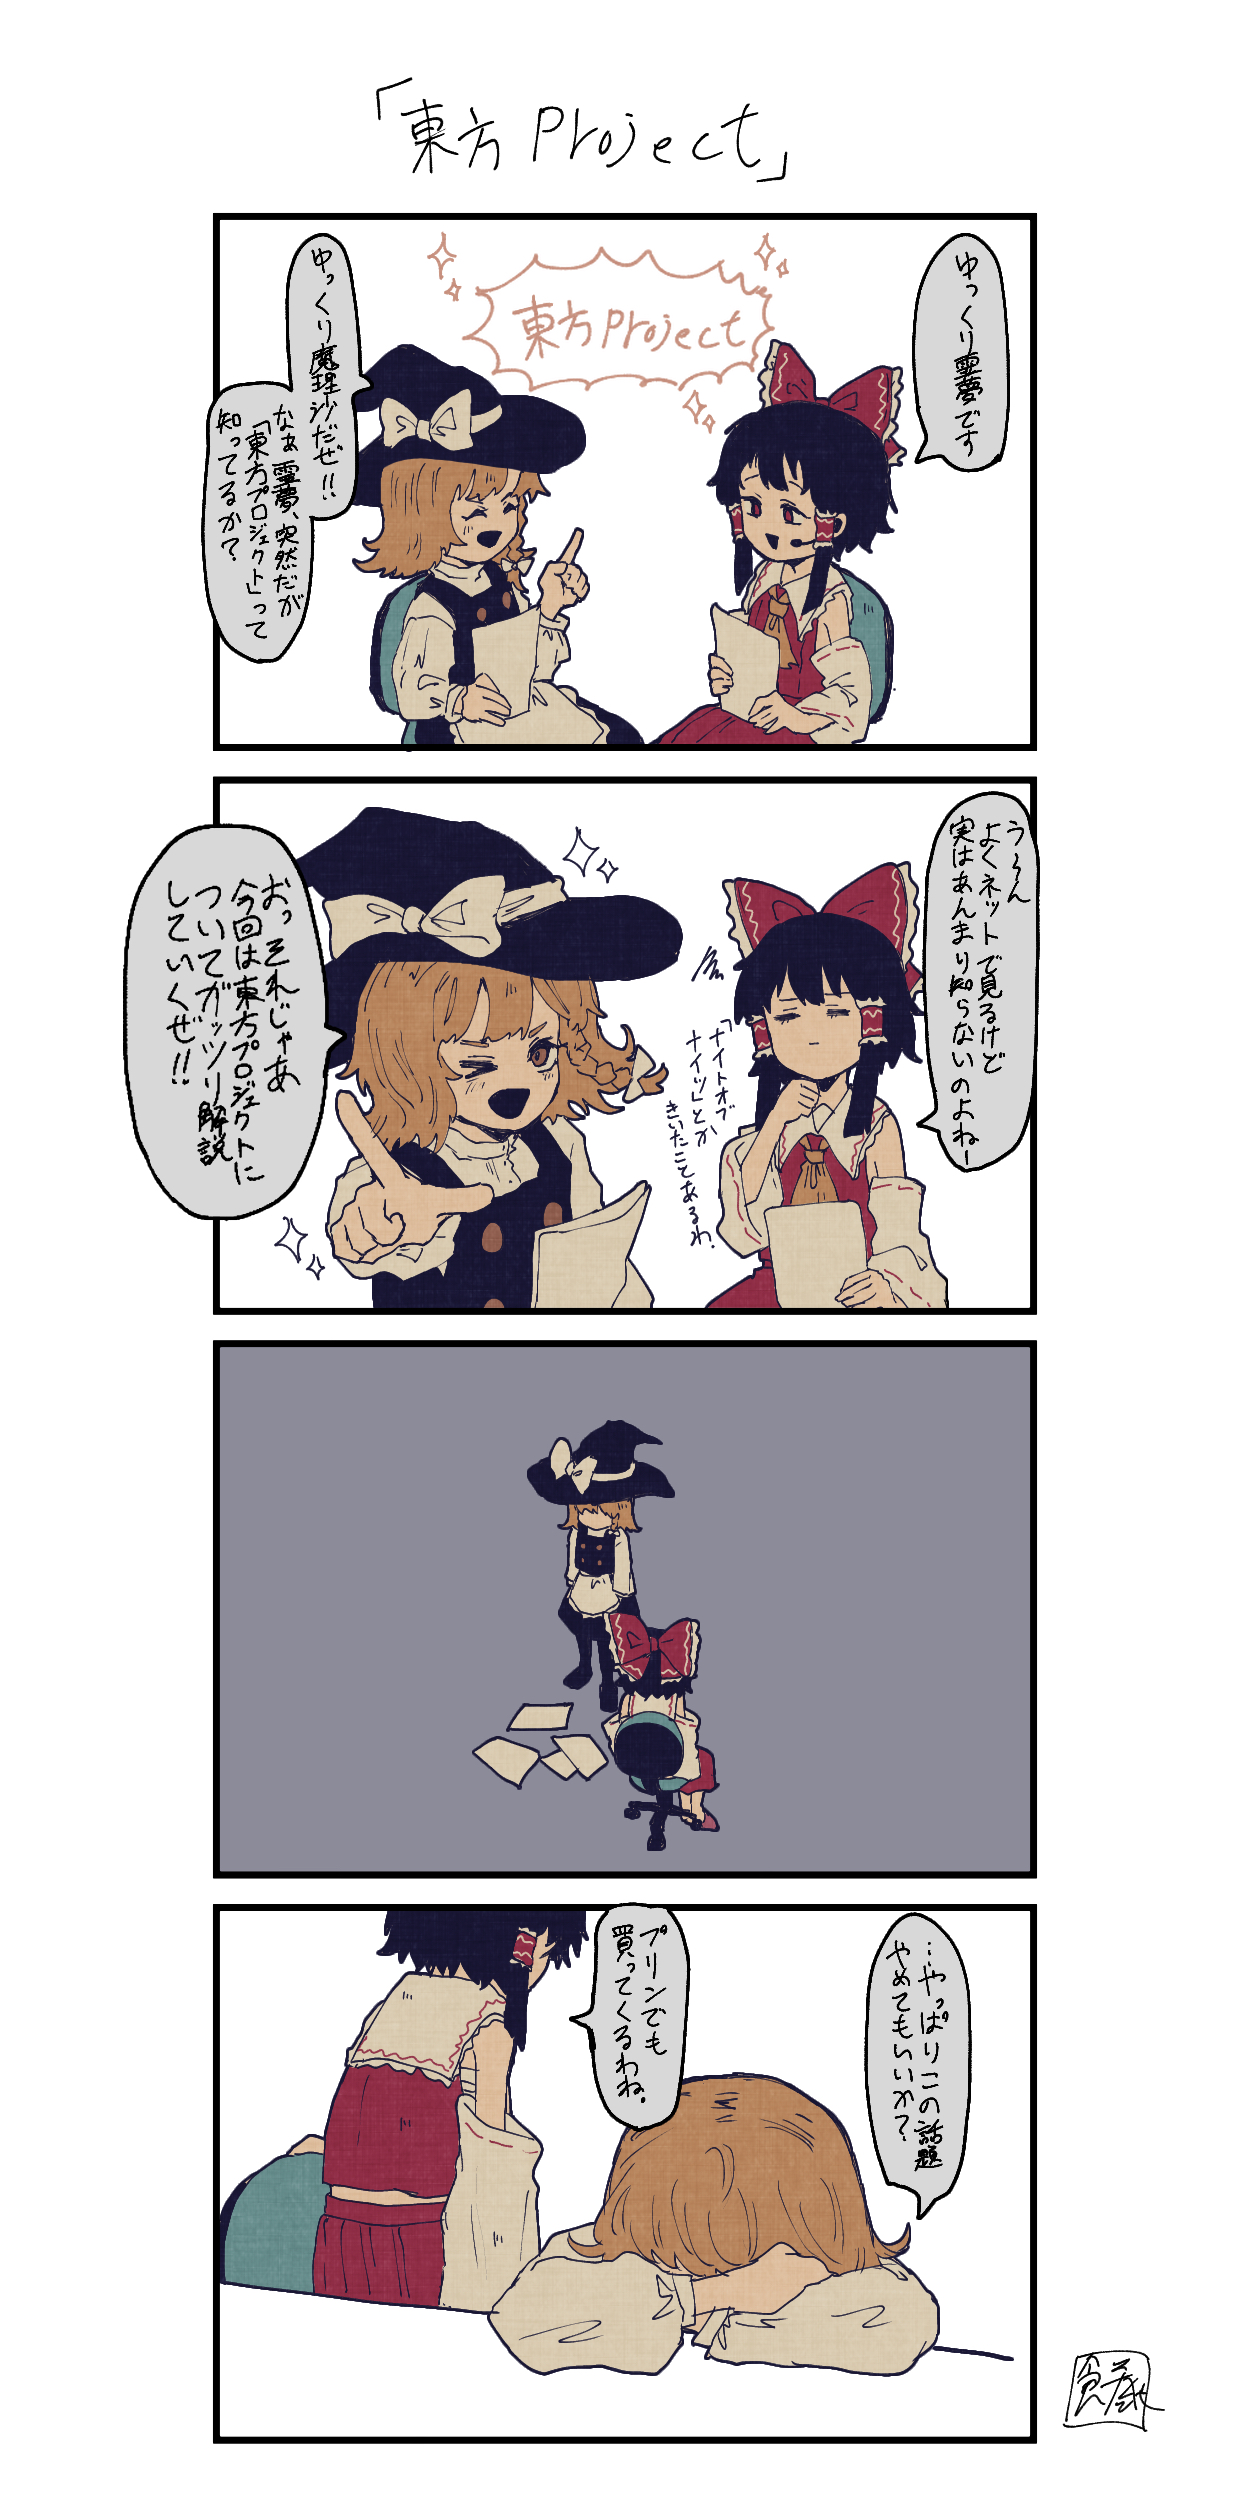 「東方Project」
ゆっくり霊夢です
東方Project
ゆっくり魔理沙だぜ!!
なぁ霊夢、突然だが
「東方プロジェクト」って
知ってるか?
う〜ん
よくネットで見るけど
実はあんまり知らないのよねー
「ナイトオブ
ナイツ」とか
きいたことあるわ。
おっそれじゃあ
今回は東方プロジェクトに
ついてガッツリ解説
していくぜ!!
…やっぱりこの話題
やめてもいいか?
プリンでも
買ってくるわね。